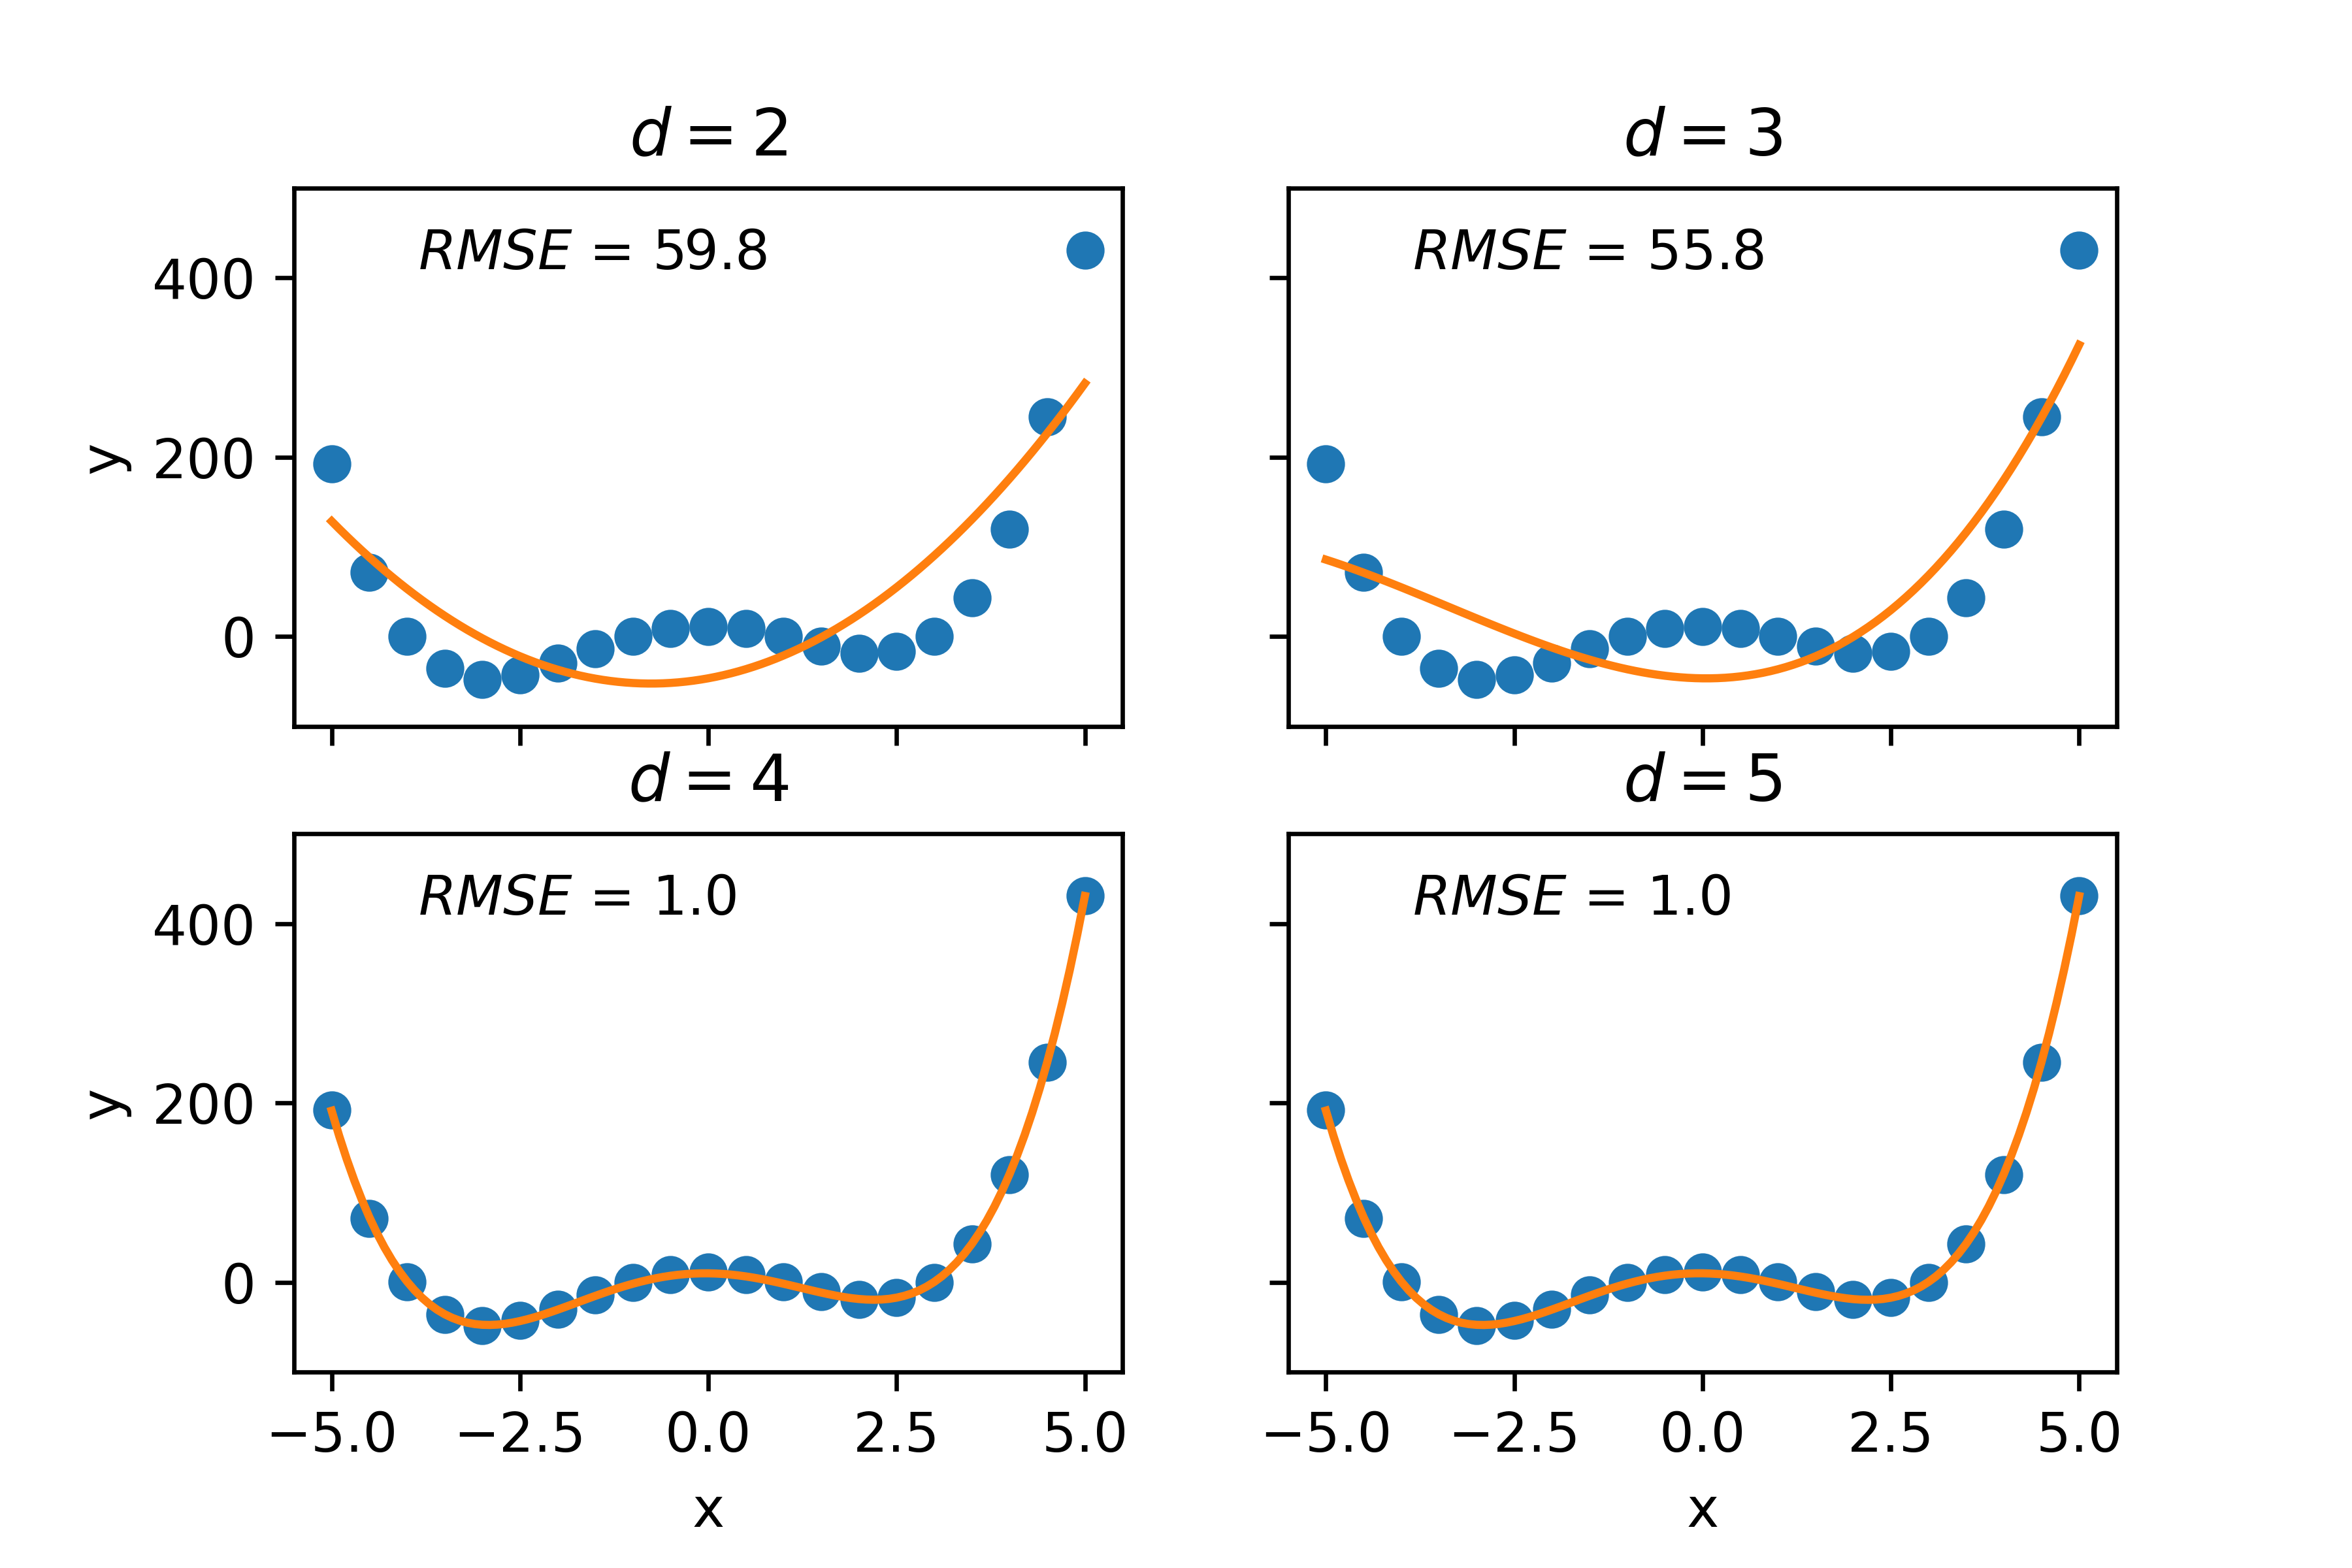 d = 2
RMSE = 59.8
400
200
0
y
d = 3
RMSE = 55.8
d = 4
RMSE = 1.0
400
200
0
y
−5.0 −2.5 0.0 2.5 5.0
x
d = 5
RMSE = 1.0
−5.0 −2.5 0.0 2.5 5.0
x